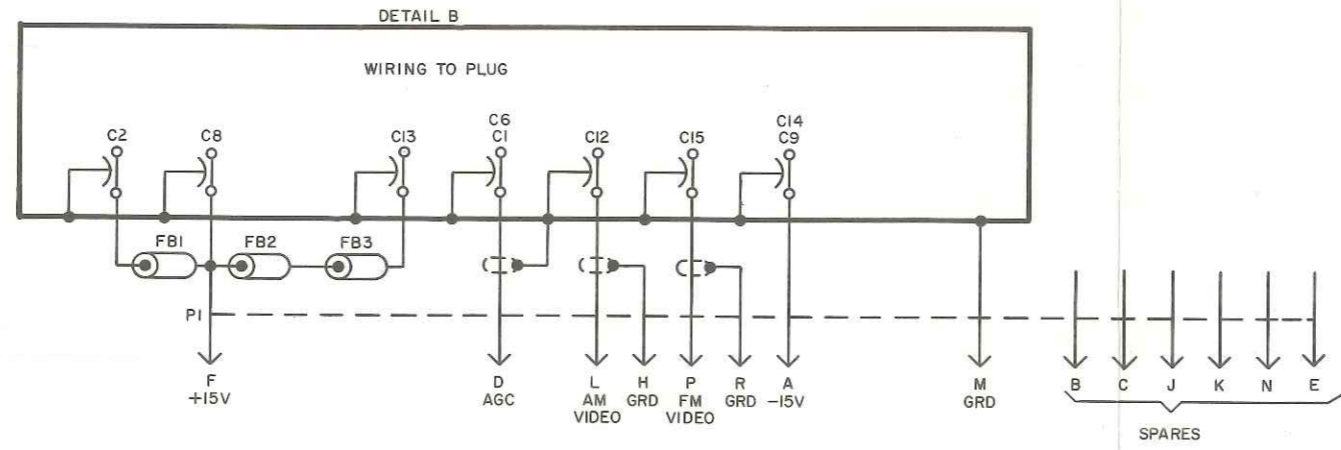 DETAIL B
WIRING TO PLUG
C2
C8
C13
C6
C1
C12
C15
C14
C9
FB1
FB2
FB3
P1
F
+15V
D
AGC
L
AM
VIDEO
H
GRD
P
FM
VIDEO
R
GRD
A
-15V
M
GRD
B C J K N E
SPARES